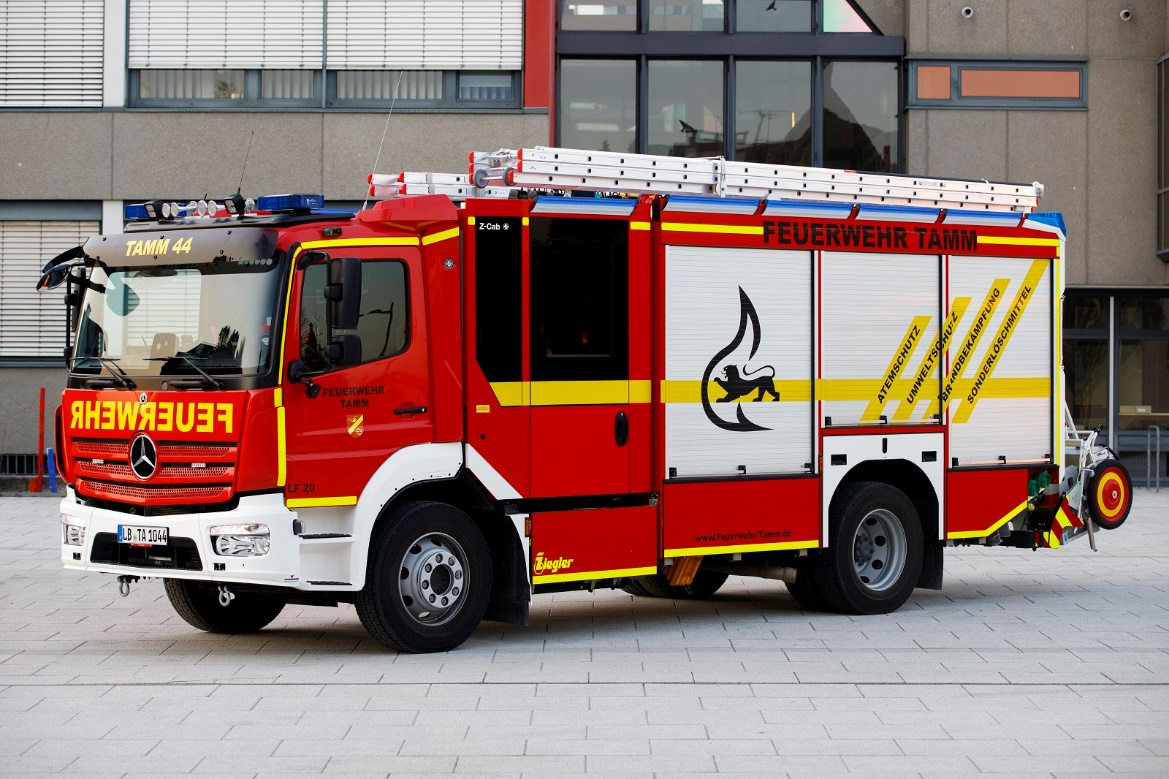 TAMM 44
Z-Cab
FEUERWEHR TAMM
FEUERWEHR
FEUERWEHR
TAMM
LF 20
LB TA 1044
Ziegler
www.Feuerwehr-Tamm.de
ATEMSCHUTZ
UMWELTSCHUTZ
BRANDBEKÄMPFUNG
SONDERLÖSCHMITTEL